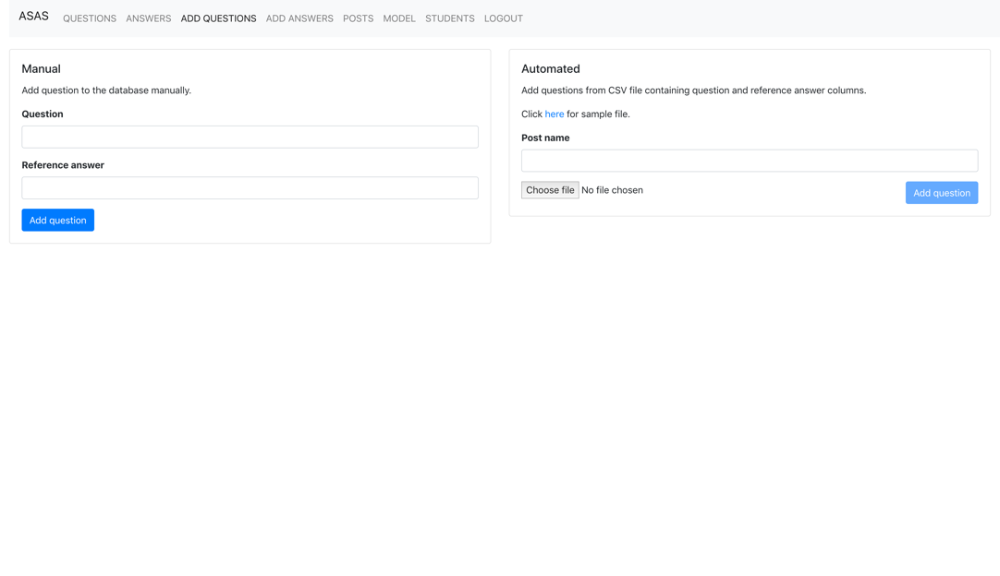 ASAS QUESTIONS ANSWERS ADD QUESTIONS ADD ANSWERS POSTS MODEL STUDENTS LOGOUT
Manual
Add question to the database manually.
Question
Reference answer
Add question
Automated
Add questions from CSV file containing question and reference answer columns.
Click here for sample file.
Post name
Choose file No file chosen
Add question